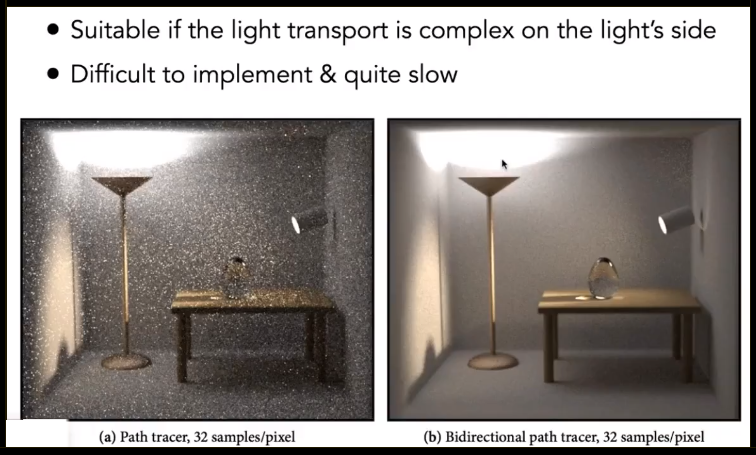 • Suitable if the light transport is complex on the light's side
• Difficult to implement & quite slow
(a) Path tracer, 32 samples/pixel
(b) Bidirectional path tracer, 32 samples/pixel